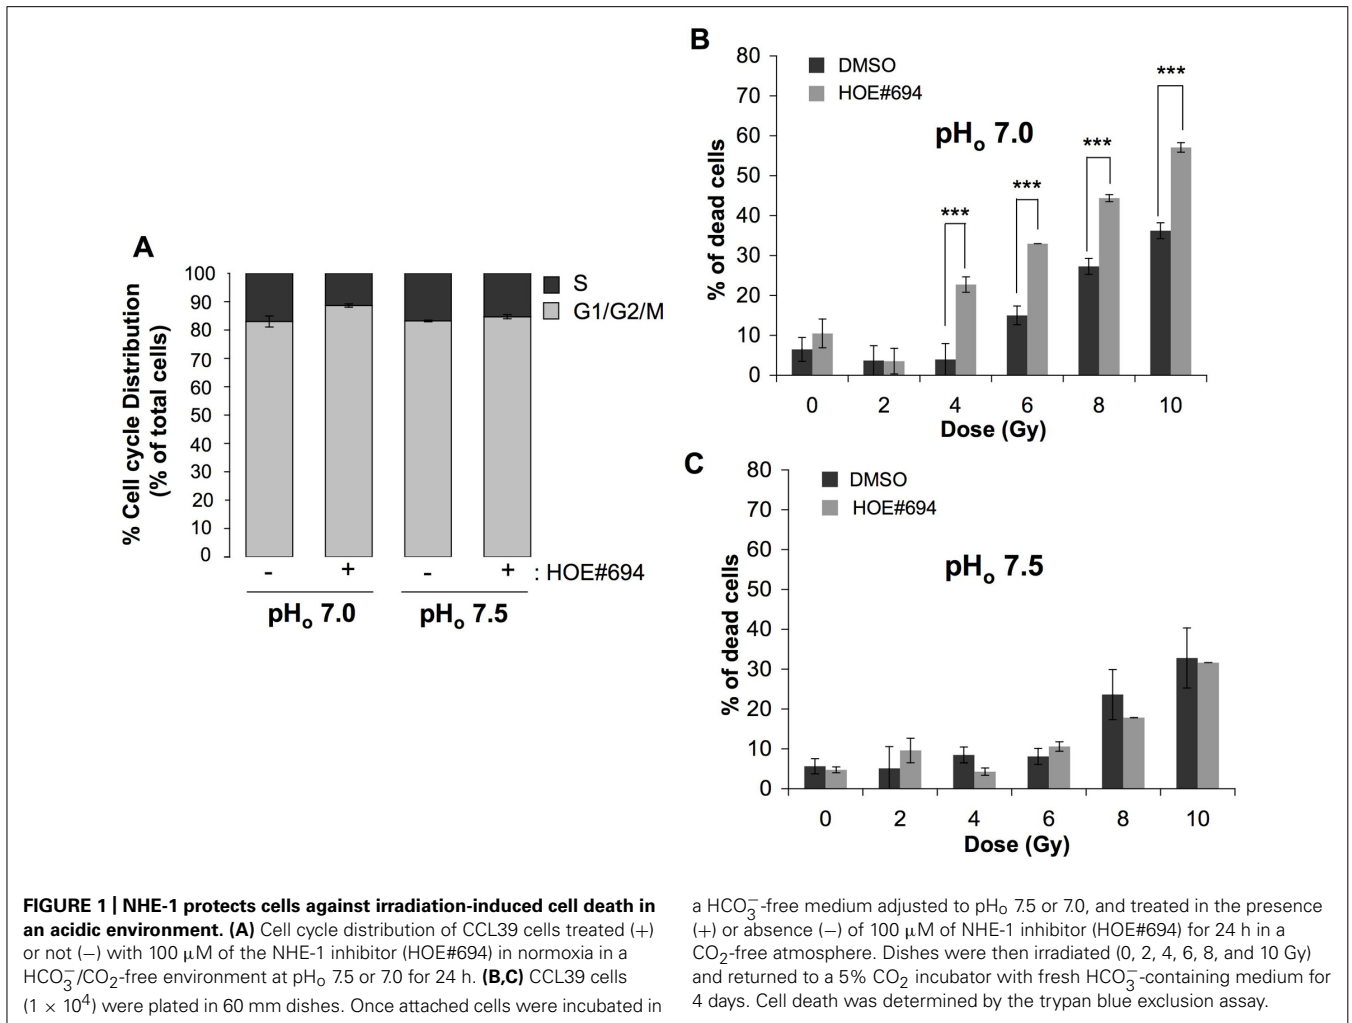 A
% Cell cycle Distribution
(% of total cells)
100
90
80
70
60
50
40
30
20
10
0
S
G1/G2/M
- + - + : HOE#694
pHo 7.0 pHo 7.5
B
% of dead cells
80
70
60
50
40
30
20
10
0
DMSO
HOE#694
pHo 7.0
***
***
***
***
0 2 4 6 8 10
Dose (Gy)
C
% of dead cells
80
70
60
50
40
30
20
10
0
DMSO
HOE#694
pHo 7.5
0 2 4 6 8 10
Dose (Gy)
FIGURE 1 | NHE-1 protects cells against irradiation-induced cell death in
an acidic environment. (A) Cell cycle distribution of CCL39 cells treated (+)
or not (−) with 100 μM of the NHE-1 inhibitor (HOE#694) in normoxia in a
HCO3−/CO2-free environment at pHo 7.5 or 7.0 for 24 h. (B,C) CCL39 cells
(1 × 10⁴) were plated in 60 mm dishes. Once attached cells were incubated in
a HCO3−-free medium adjusted to pHo 7.5 or 7.0, and treated in the presence
(+) or absence (−) of 100 μM of NHE-1 inhibitor (HOE#694) for 24 h in a
CO2-free atmosphere. Dishes were then irradiated (0, 2, 4, 6, 8, and 10 Gy)
and returned to a 5% CO2 incubator with fresh HCO3−-containing medium for
4 days. Cell death was determined by the trypan blue exclusion assay.